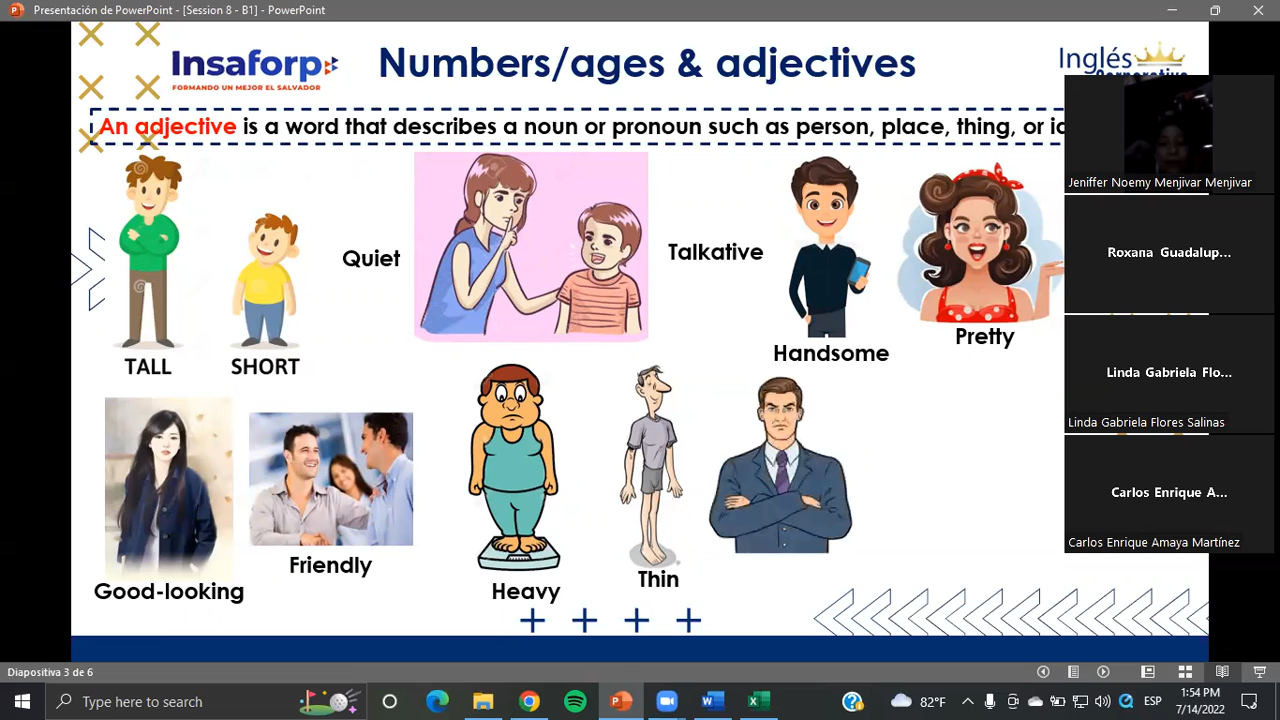 Presentación de PowerPoint - [Session 8 - B1] - PowerPoint
Insaforp
FORMANDO UN MEJOR EL SALVADOR
Numbers/ages & adjectives
Inglés
An adjective is a word that describes a noun or pronoun such as person, place, thing, or
Jeniffer Noemy Menjivar Menjivar
Roxana Guadalup...
Linda Gabriela Flo...
Linda Gabriela Flores Salinas
Carlos Enrique A...
Carlos Enrique Amaya Martínez
Quiet
Talkative
TALL
SHORT
Handsome
Pretty
Good-looking
Friendly
Heavy
Thin
Diapositiva 3 de 6
Type here to search
82°F
ESP
1:54 PM
7/14/2022